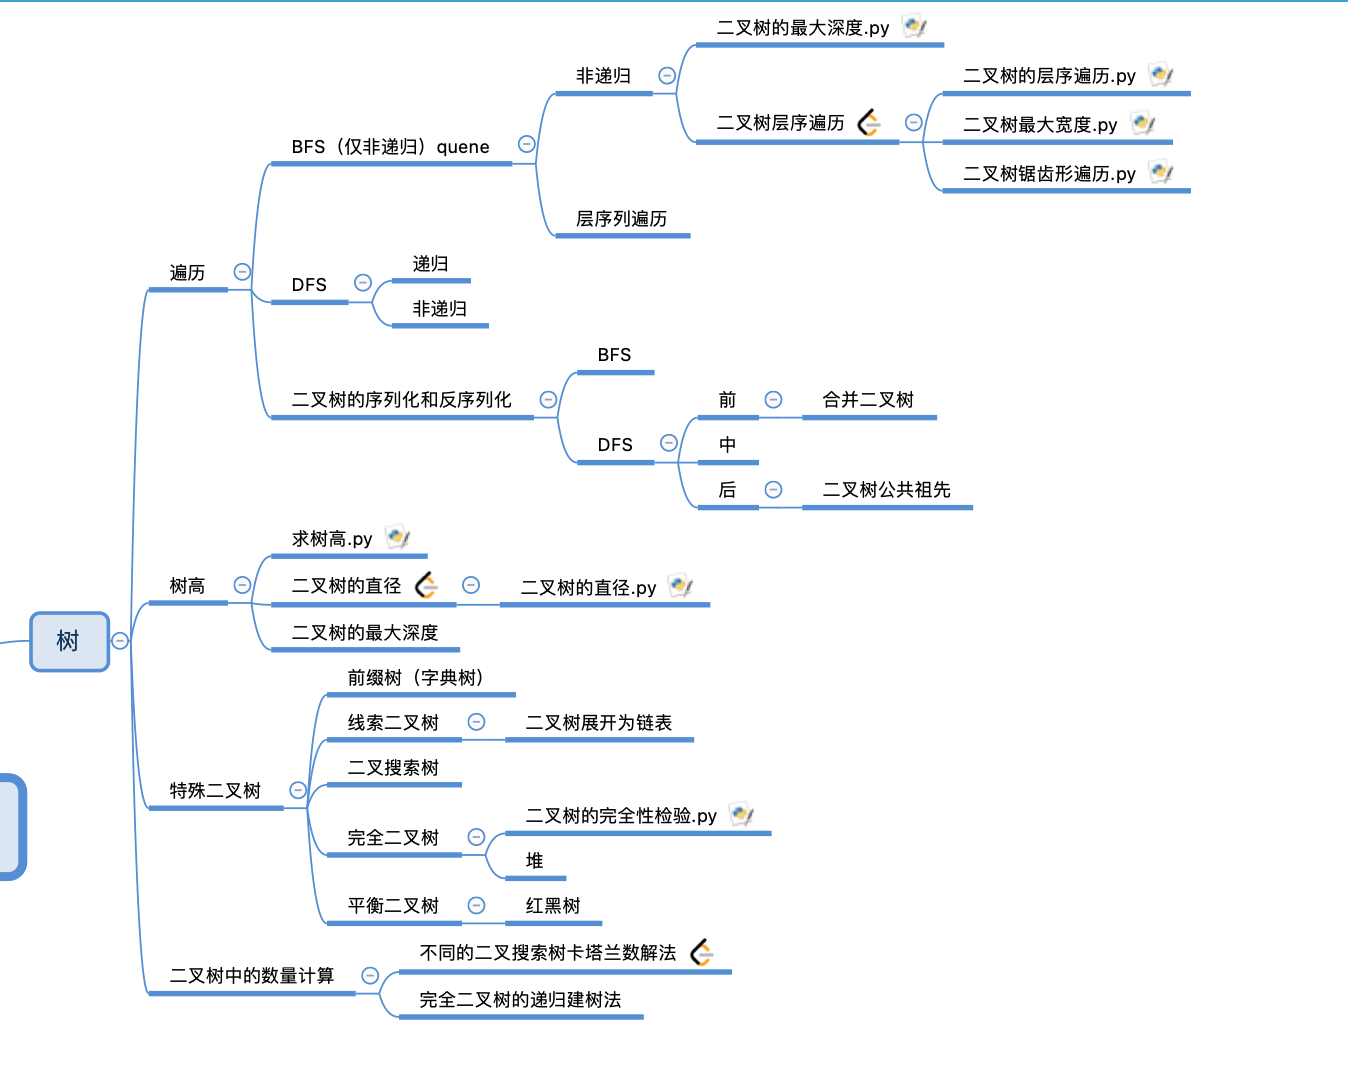 树
遍历
BFS（仅非递归）quene
非递归
二叉树的最大深度.py
二叉树层序遍历
二叉树的层序遍历.py
二叉树最大宽度.py
二叉树锯齿形遍历.py
层序列遍历
DFS
递归
非递归
二叉树的序列化和反序列化
BFS
DFS
前
合并二叉树
中
后
二叉树公共祖先
树高
求树高.py
二叉树的直径
二叉树的直径.py
二叉树的最大深度
特殊二叉树
前缀树（字典树）
线索二叉树
二叉树展开为链表
二叉搜索树
完全二叉树
二叉树的完全性检验.py
堆
平衡二叉树
红黑树
二叉树中的数量计算
不同的二叉搜索树卡塔兰数解法
完全二叉树的递归建树法